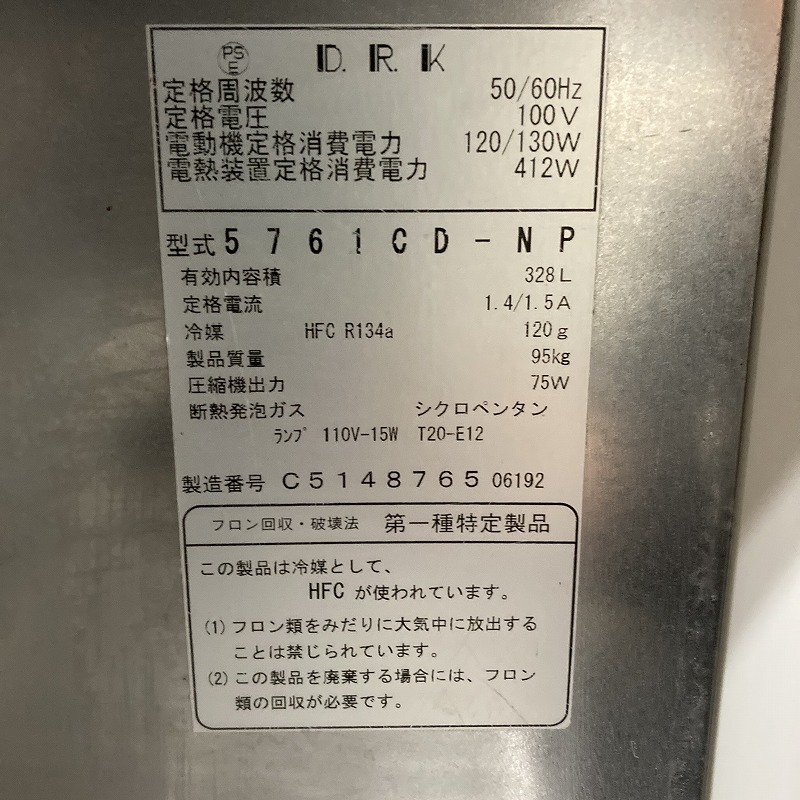 PS
E
D.R.K
定格周波数 50/60Hz
定格電圧 100V
電動機定格消費電力 120/130W
電熱装置定格消費電力 412W
型式 5761CD-NP
有効内容積 328L
定格電流 1.4/1.5A
冷媒 HFC R134a 120g
製品質量 95kg
圧縮機出力 75W
断熱発泡ガス シクロペンタン
ランプ 110V-15W T20-E12
製造番号 C5148765 06192
フロン回収・破壊法 第一種特定製品
この製品は冷媒として、
HFC が使われています。
(1) フロン類をみだりに大気中に放出する
ことは禁じられています。
(2) この製品を廃棄する場合には、フロン
類の回収が必要です。